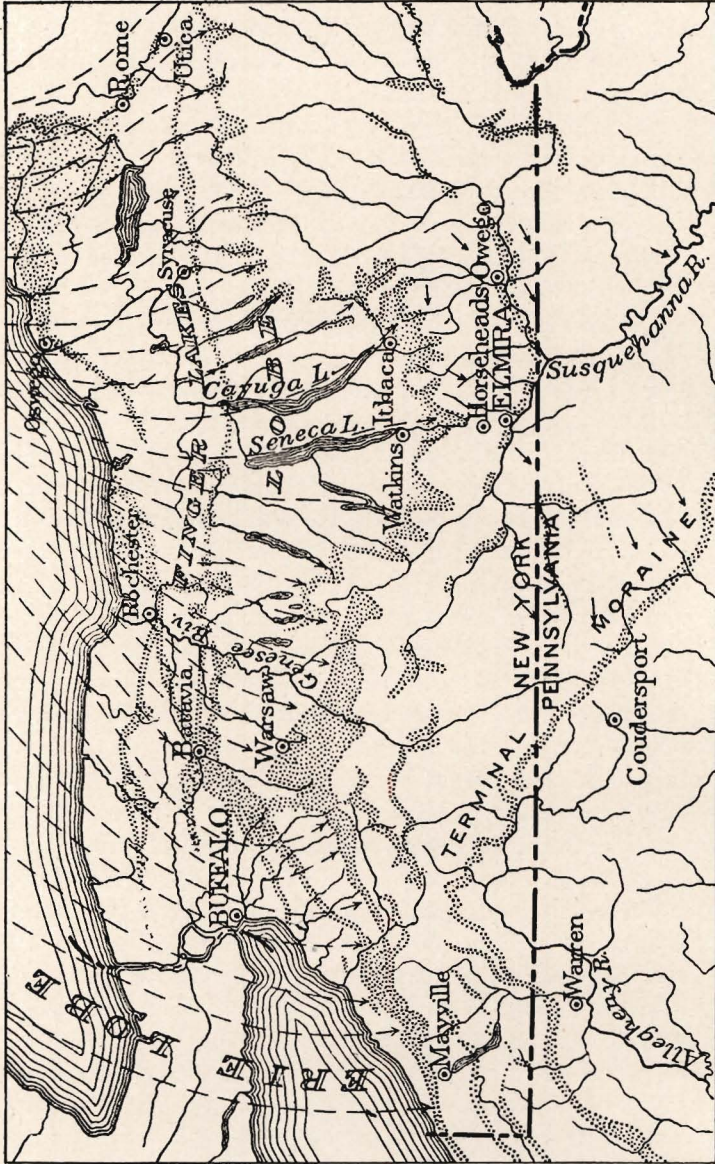 Rome
Utica
Oswego
Syracuse
FINGER LAKES
LOBE
Cayuga L.
Seneca L.
Ithaca
Watkins
Horseheads
Owego
ELMIRA
Susquehanna R.
Rochester
Genesee Riv.
Batavia
Warsaw
BUFFALO
ERIE
LOBE
NEW YORK
PENNSYLVANIA
TERMINAL MORAINE
Coudersport
Mayville
Warren
Allegheny R.